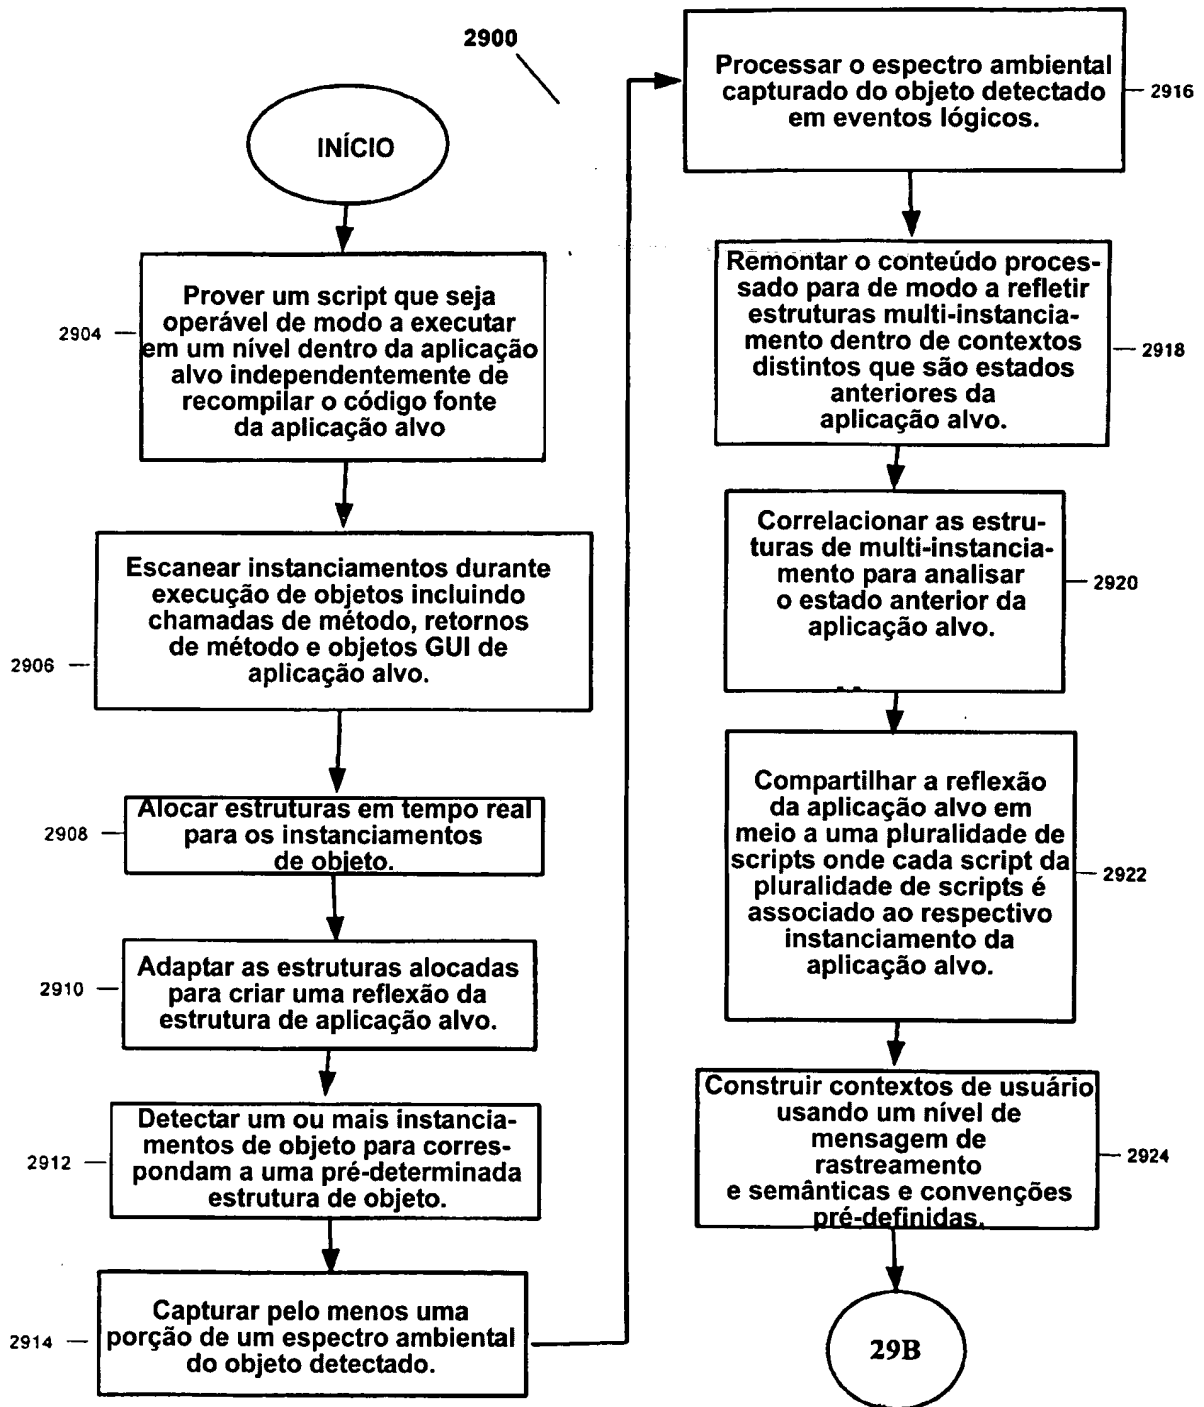 2900
INÍCIO
Prover um script que seja
operável de modo a executar
em um nível dentro da aplicação
alvo independentemente de
recompilar o código fonte
da aplicação alvo
2904
Escanear instanciamentos durante
execução de objetos incluindo
chamadas de método, retornos
de método e objetos GUI de
aplicação alvo.
2906
Alocar estruturas em tempo real
para os instanciamentos
de objeto.
2908
Adaptar as estruturas alocadas
para criar uma reflexão da
estrutura de aplicação alvo.
2910
Detectar um ou mais instancia-
mentos de objeto para corres-
pondam a uma pré-determinada
estrutura de objeto.
2912
Capturar pelo menos uma
porção de um espectro ambiental
do objeto detectado.
2914
Processar o espectro ambiental
capturado do objeto detectado
em eventos lógicos.
2916
Remontar o conteúdo proces-
sado para de modo a refletir
estruturas multi-instancia-
mento dentro de contextos
distintos que são estados
anteriores da
aplicação alvo.
2918
Correlacionar as estru-
turas de multi-instancia-
mento para analisar
o estado anterior da
aplicação alvo.
2920
Compartilhar a reflexão
da aplicação alvo em
meio a uma pluralidade de
scripts onde cada script da
pluralidade de scripts é
associado ao respectivo
instanciamento da
aplicação alvo.
2922
Construir contextos de usuário
usando um nível de
mensagem de
rastreamento
e semânticas e convenções
pré-definidas.
2924
29B